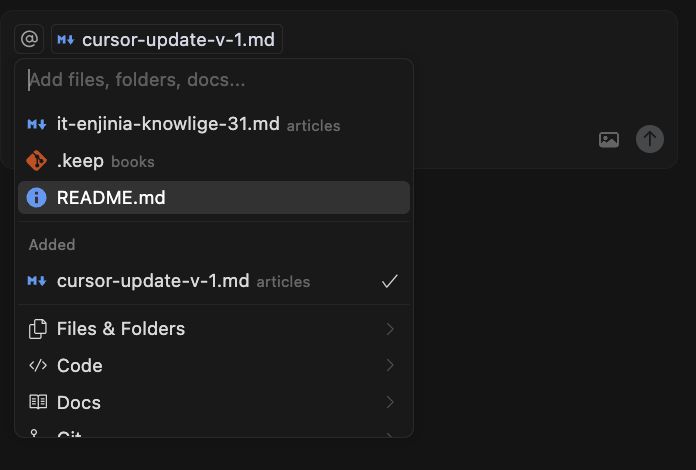 @ M↓ cursor-update-v-1.md
Add files, folders, docs...
M↓ it-enjinia-knowlige-31.md articles
.keep books
README.md
Added
M↓ cursor-update-v-1.md articles
Files & Folders
Code
Docs
Git